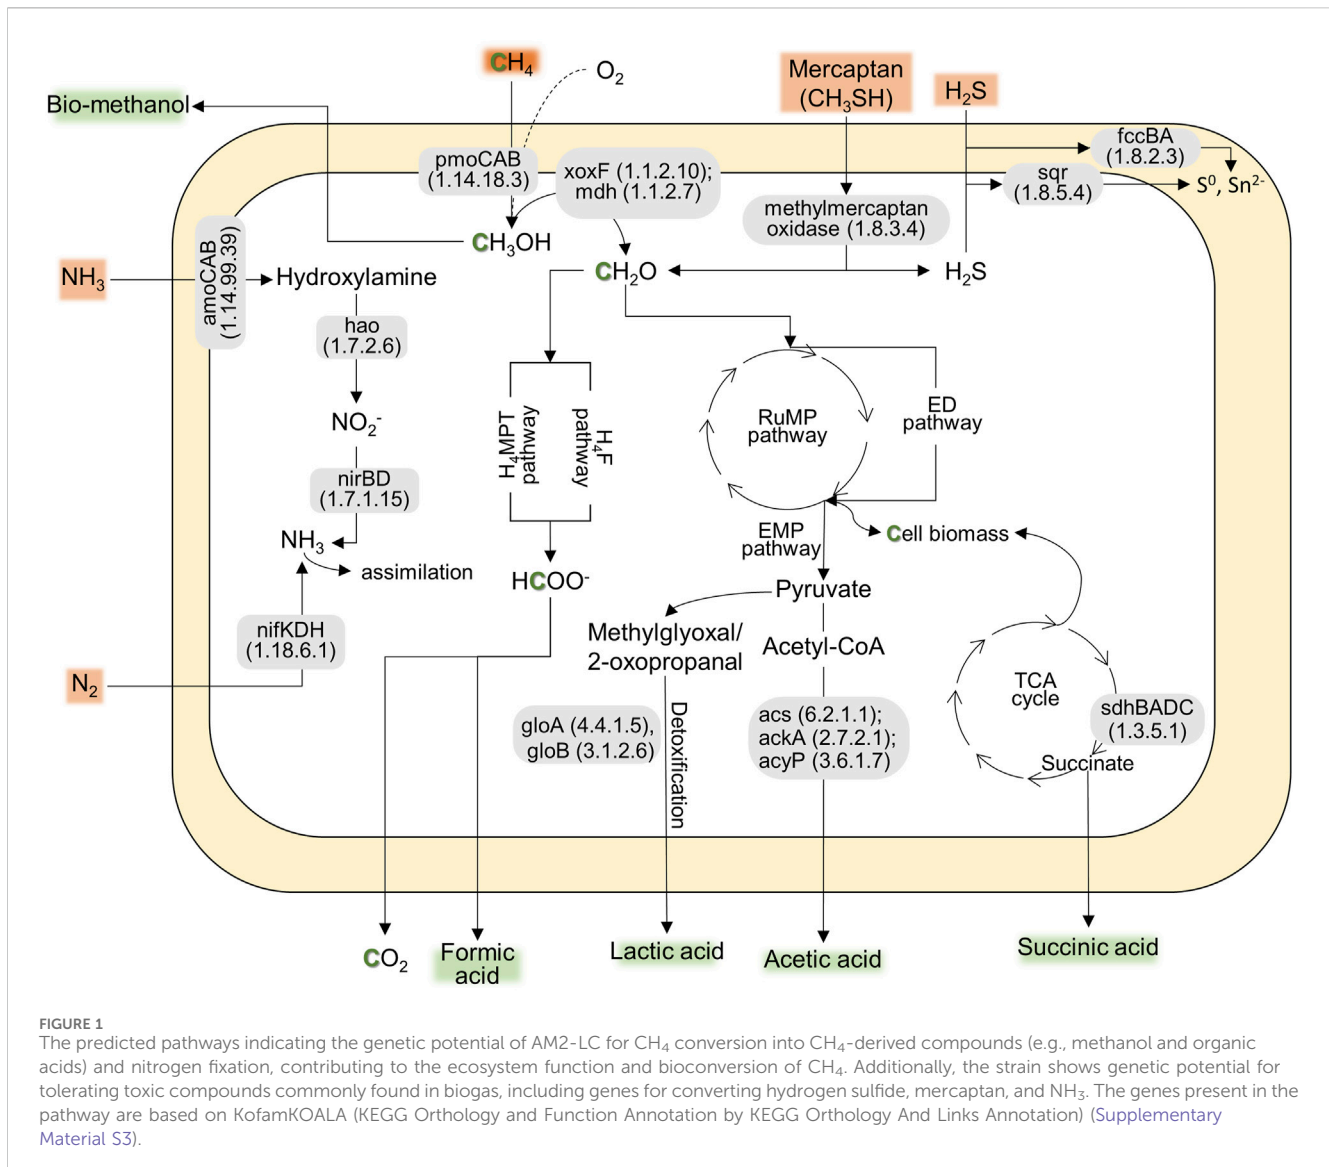 CH₄
O₂
Mercaptan
(CH₃SH)
H₂S
Bio-methanol
fccBA
(1.8.2.3)
pmoCAB
(1.14.18.3)
xoxF (1.1.2.10);
mdh (1.1.2.7)
sqr
(1.8.5.4)
S⁰, Sn²⁻
methylmercaptan
oxidase (1.8.3.4)
CH₃OH
CH₂O
H₂S
NH₃
amoCAB
(1.14.99.39)
Hydroxylamine
hao
(1.7.2.6)
NO₂⁻
nirBD
(1.7.1.15)
NH₃
assimilation
nifKDH
(1.18.6.1)
N₂
H₄MPT
pathway
H₄F
pathway
HCOO⁻
RuMP
pathway
ED
pathway
EMP
pathway
Cell biomass
Pyruvate
Methylglyoxal/
2-oxopropanal
Acetyl-CoA
TCA
cycle
sdhBADC
(1.3.5.1)
Succinate
gloA (4.4.1.5),
gloB (3.1.2.6)
Detoxification
acs (6.2.1.1);
ackA (2.7.2.1);
acyP (3.6.1.7)
CO₂
Formic
acid
Lactic acid
Acetic acid
Succinic acid
FIGURE 1
The predicted pathways indicating the genetic potential of AM2-LC for CH₄ conversion into CH₄-derived compounds (e.g., methanol and organic
acids) and nitrogen fixation, contributing to the ecosystem function and bioconversion of CH₄. Additionally, the strain shows genetic potential for
tolerating toxic compounds commonly found in biogas, including genes for converting hydrogen sulfide, mercaptan, and NH₃. The genes present in the
pathway are based on KofamKOALA (KEGG Orthology and Function Annotation by KEGG Orthology And Links Annotation) (Supplementary
Material S3).